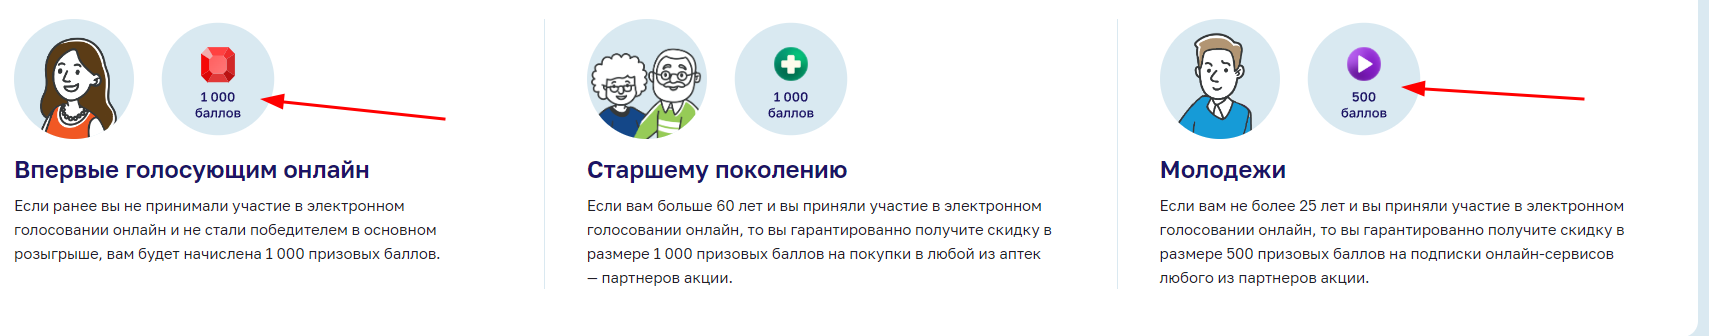 1 000
баллов
Впервые голосующим онлайн
Если ранее вы не принимали участие в электронном
голосовании онлайн и не стали победителем в основном
розыгрыше, вам будет начислена 1 000 призовых баллов.
1 000
баллов
Старшему поколению
Если вам больше 60 лет и вы приняли участие в электронном
голосовании онлайн, то вы гарантированно получите скидку в
размере 1 000 призовых баллов на покупки в любой из аптек
— партнеров акции.
500
баллов
Молодежи
Если вам не более 25 лет и вы приняли участие в электронном
голосовании онлайн, то вы гарантированно получите скидку в
размере 500 призовых баллов на подписки онлайн-сервисов
любого из партнеров акции.